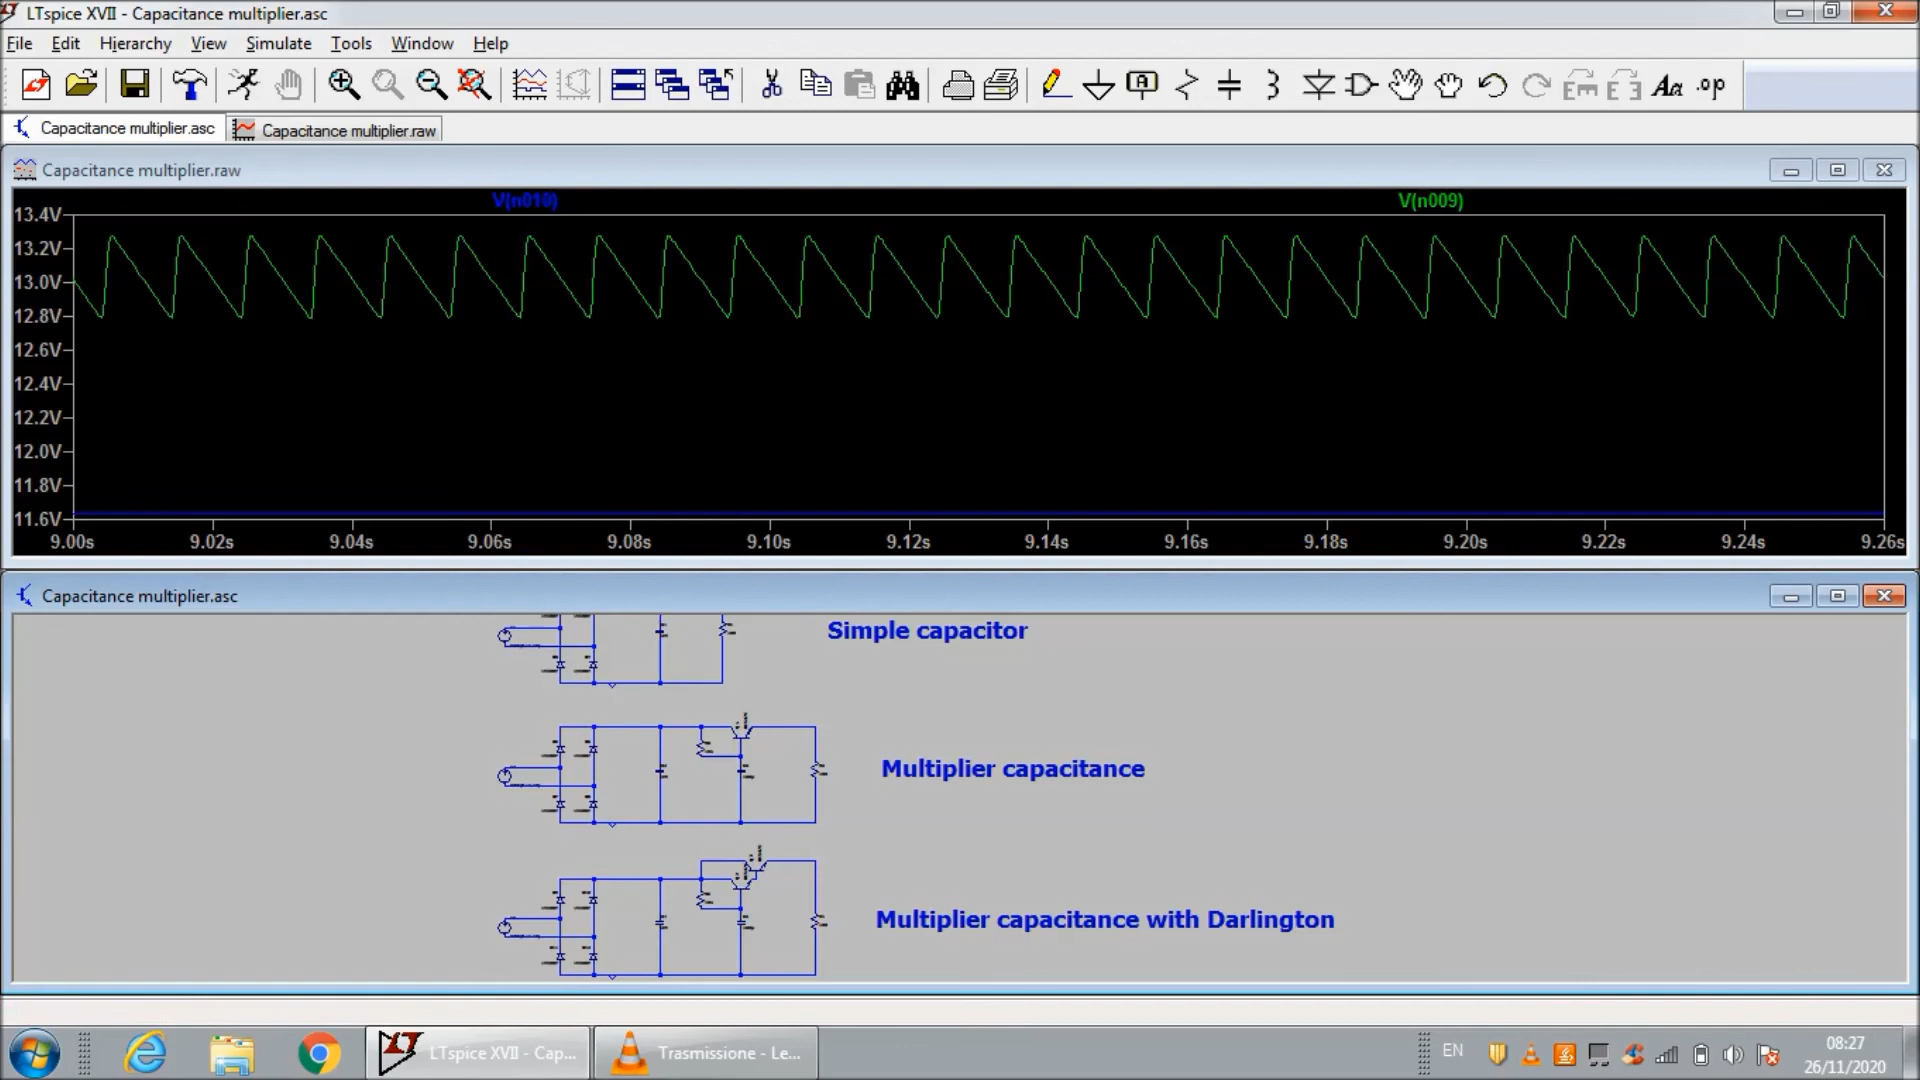 LTspice XVII - Capacitance multiplier.asc
File Edit Hierarchy View Simulate Tools Window Help
Aa .op
Capacitance multiplier.asc Capacitance multiplier.raw
Capacitance multiplier.raw
V(n010) V(n009)
13.4V
13.2V
13.0V
12.8V
12.6V
12.4V
12.2V
12.0V
11.8V
11.6V
9.00s 9.02s 9.04s 9.06s 9.08s 9.10s 9.12s 9.14s 9.16s 9.18s 9.20s 9.22s 9.24s 9.26s
Capacitance multiplier.asc
Simple capacitor
Multiplier capacitance
Multiplier capacitance with Darlington
LTspice XVII - Cap... Trasmissione - Le... EN 08:27
26/11/2020